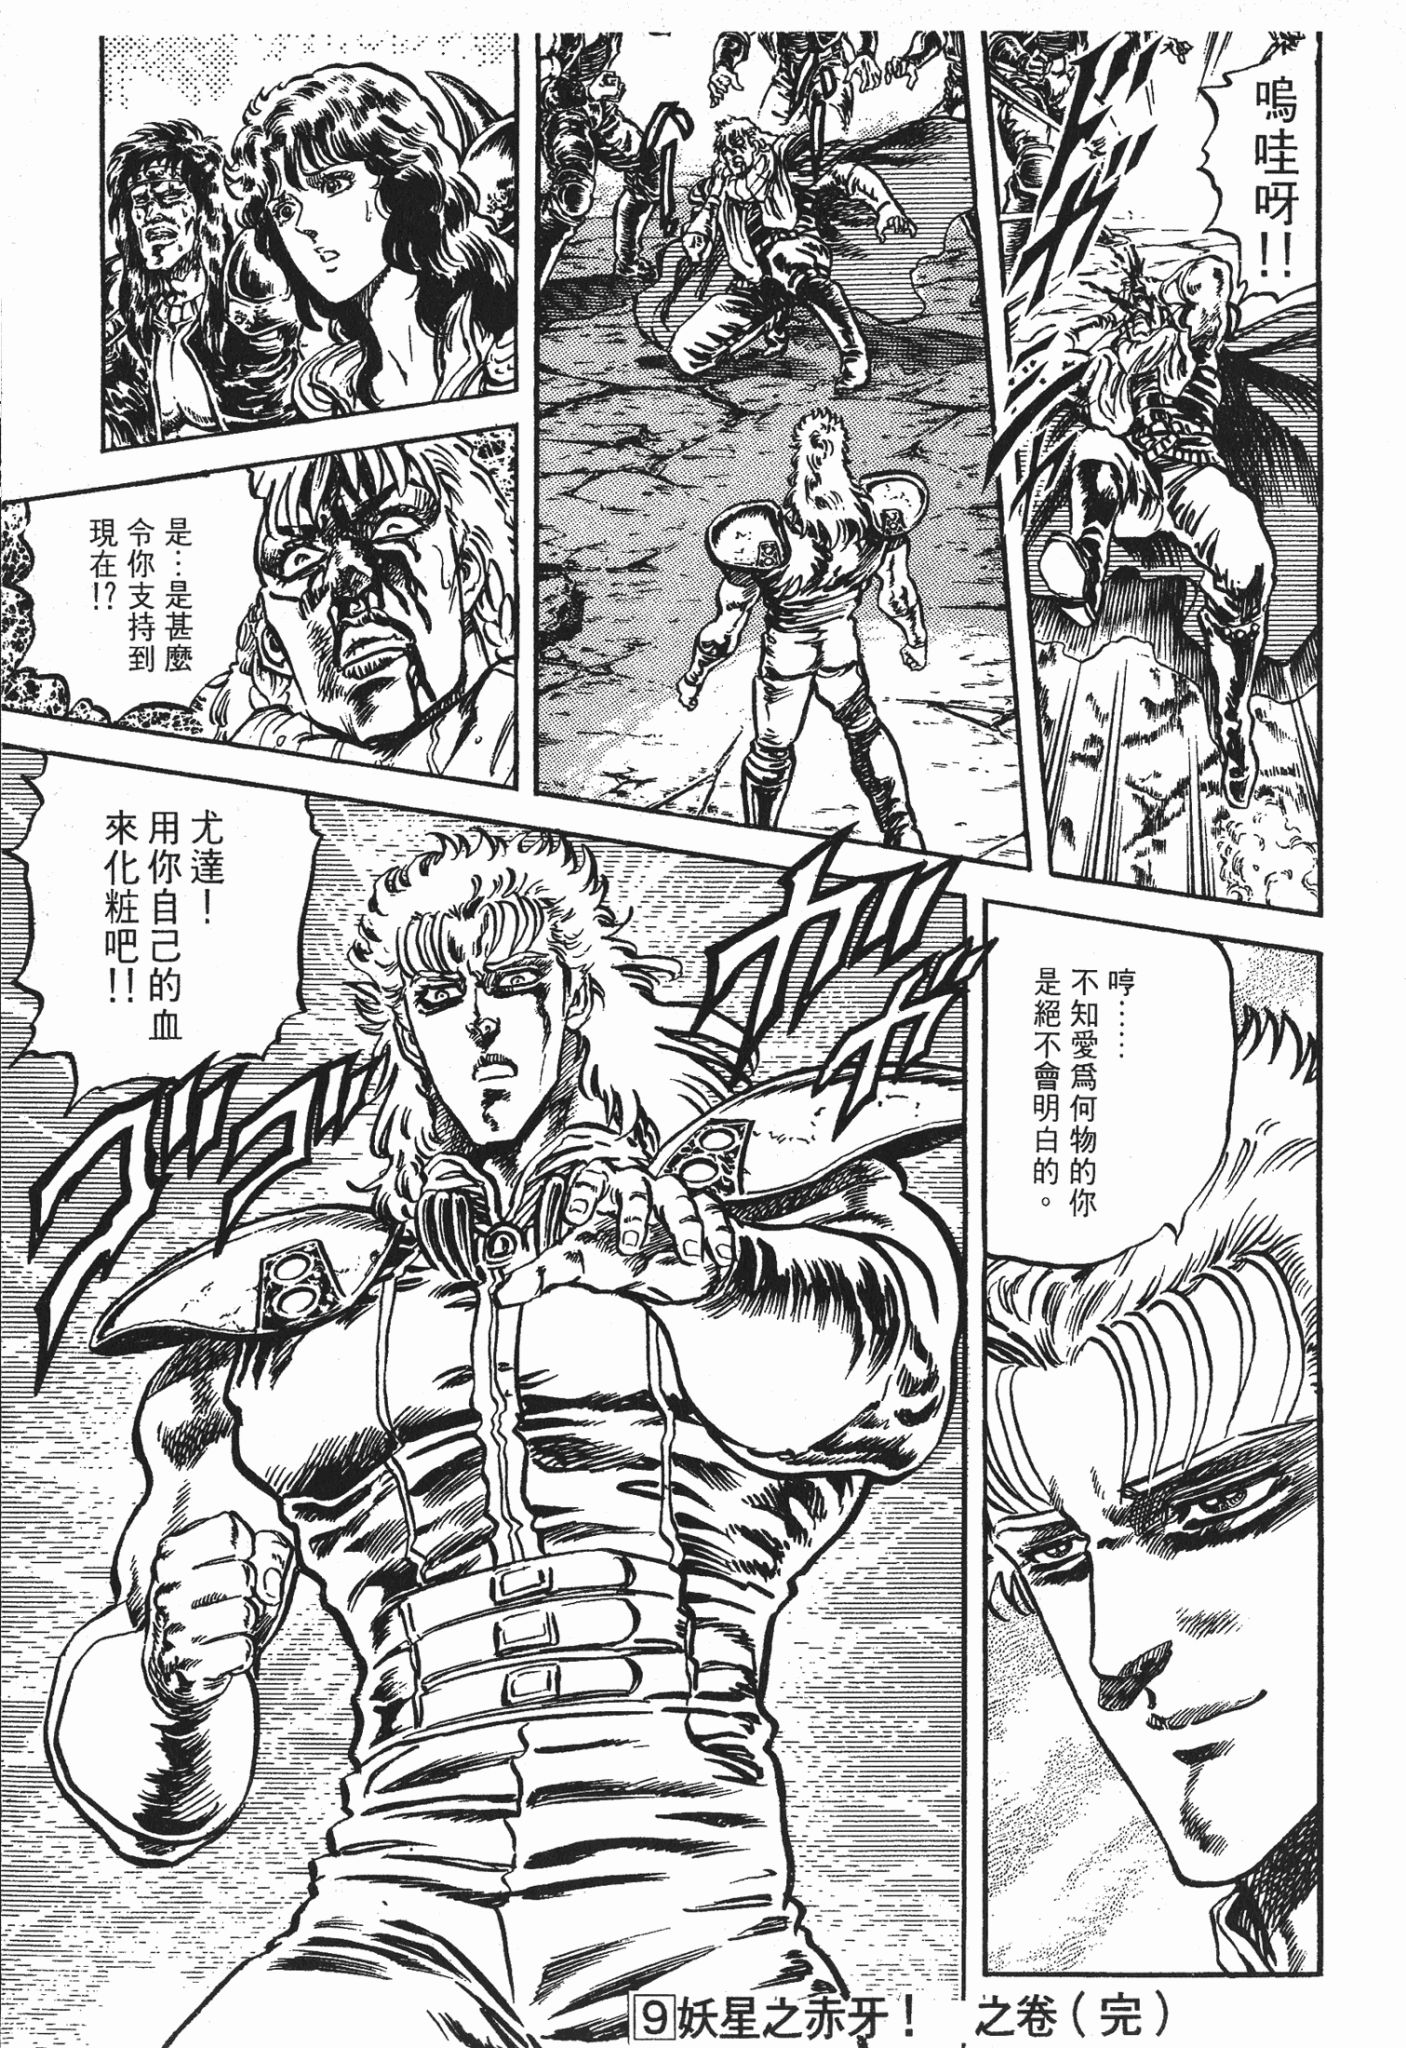 嗚哇呀!!
是…是甚麼
令你支持到
現在!?
哼……
不知愛爲何物的你
是絕不會明白的。
尤達!
用你自己的血
來化粧吧!!
9妖星之赤牙! 之卷(完)